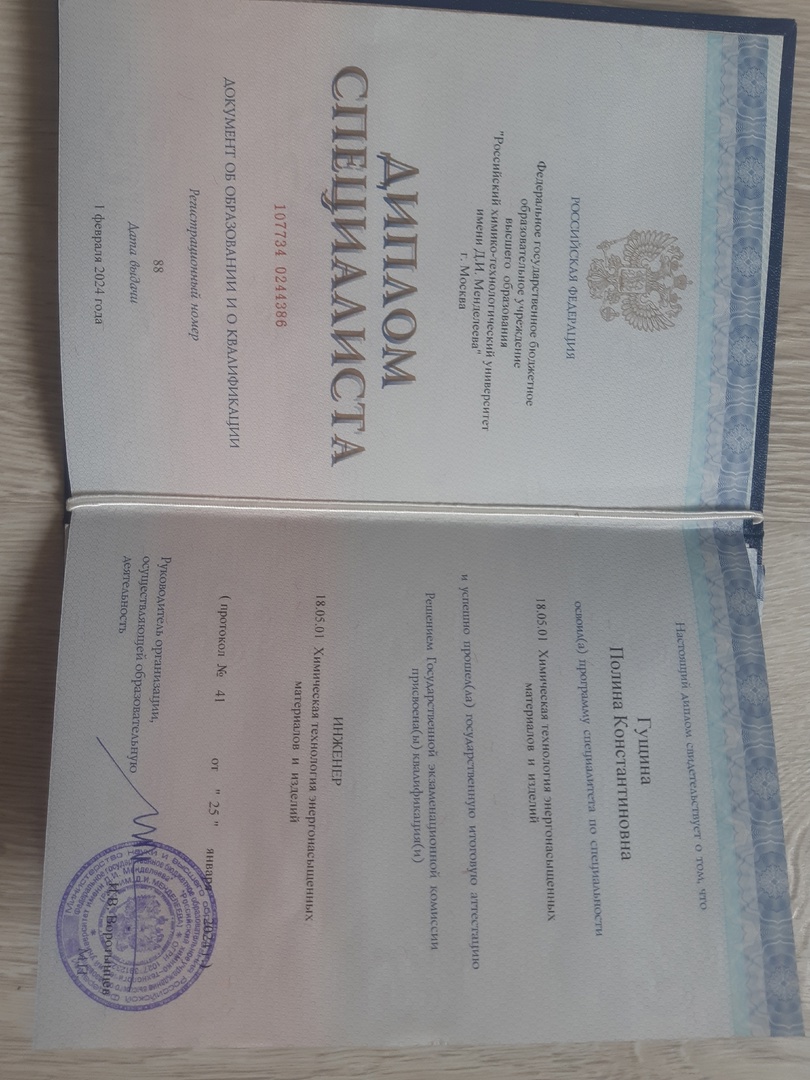 РОССИЙСКАЯ ФЕДЕРАЦИЯ
Федеральное государственное бюджетное
образовательное учреждение
высшего образования
"Российский химико-технологический университет
имени Д.И. Менделеева"
г. Москва
ДИПЛОМ
СПЕЦИАЛИСТА
107734 0244386
ДОКУМЕНТ ОБ ОБРАЗОВАНИИ И О КВАЛИФИКАЦИИ
Регистрационный номер
88
Дата выдачи
1 февраля 2024 года
Настоящий диплом свидетельствует о том, что
Гущина
Полина Константиновна
освоил(а) программу специалитета по специальности
18.05.01 Химическая технология энергонасыщенных
материалов и изделий
и успешно прошел(ла) государственную итоговую аттестацию
Решением Государственной экзаменационной комиссии
присвоена(ы) квалификация(и)
ИНЖЕНЕР
18.05.01 Химическая технология энергонасыщенных
материалов и изделий
( протокол № 41 от " 25 " января 2024 г.)
Руководитель организации,
осуществляющей образовательную
деятельность
И.В. Воротынцев
М.П.